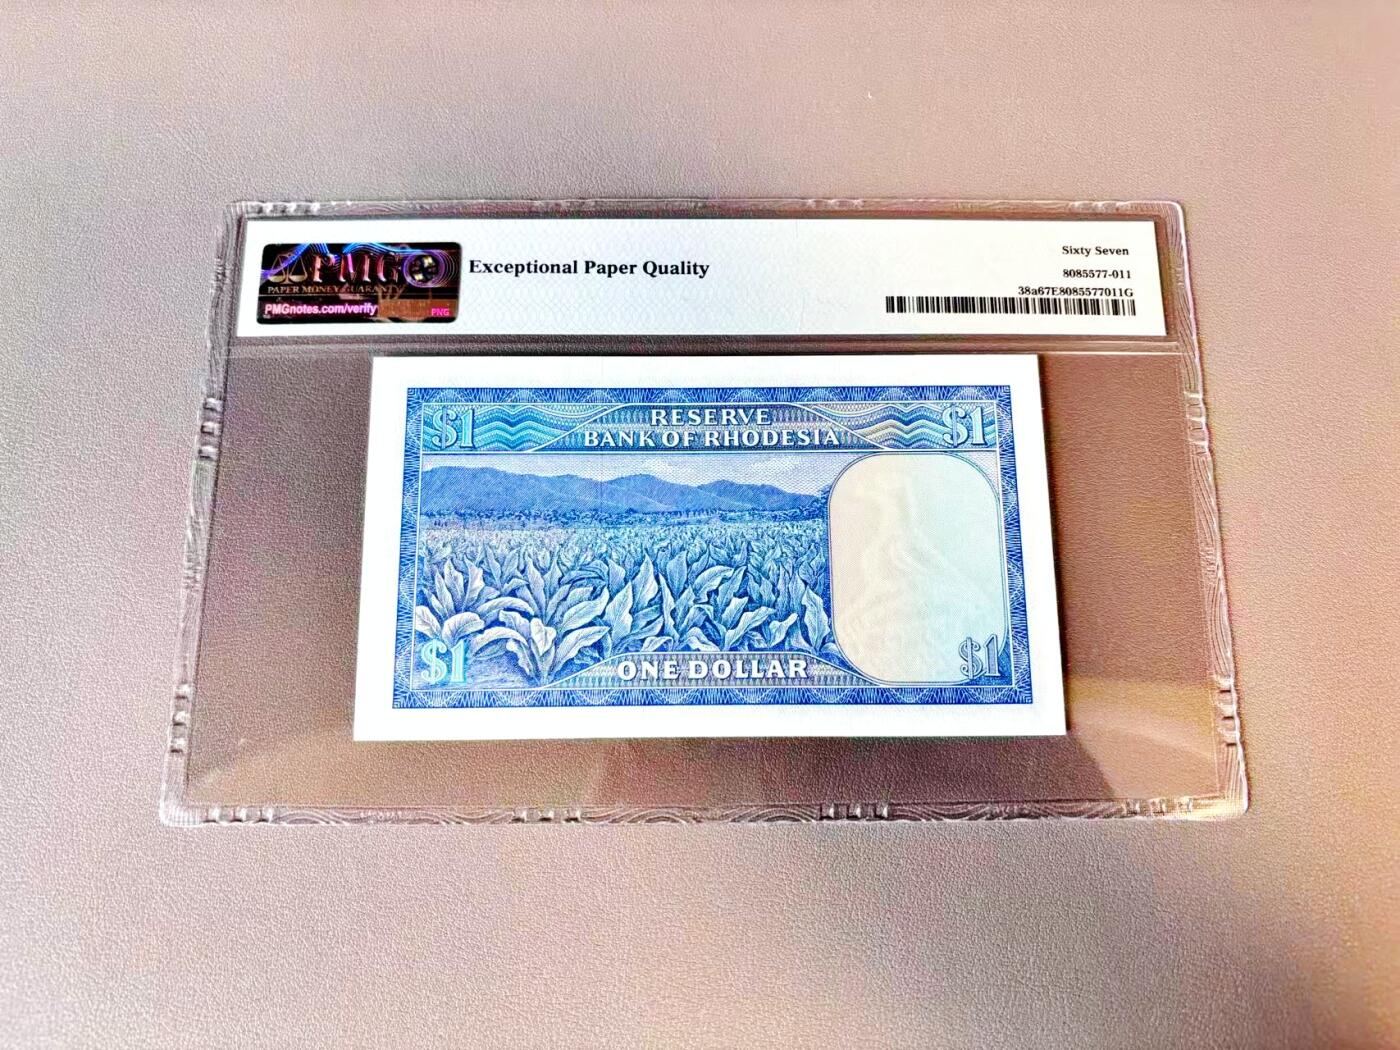 PMG
PAPER MONEY GUARANTY
PMGnotes.com/verify
PNG
Exceptional Paper Quality
Sixty Seven
8085577-011
38a67E8085577011G
$1
RESERVE
BANK OF RHODESIA
$1
$1
ONE DOLLAR
$1